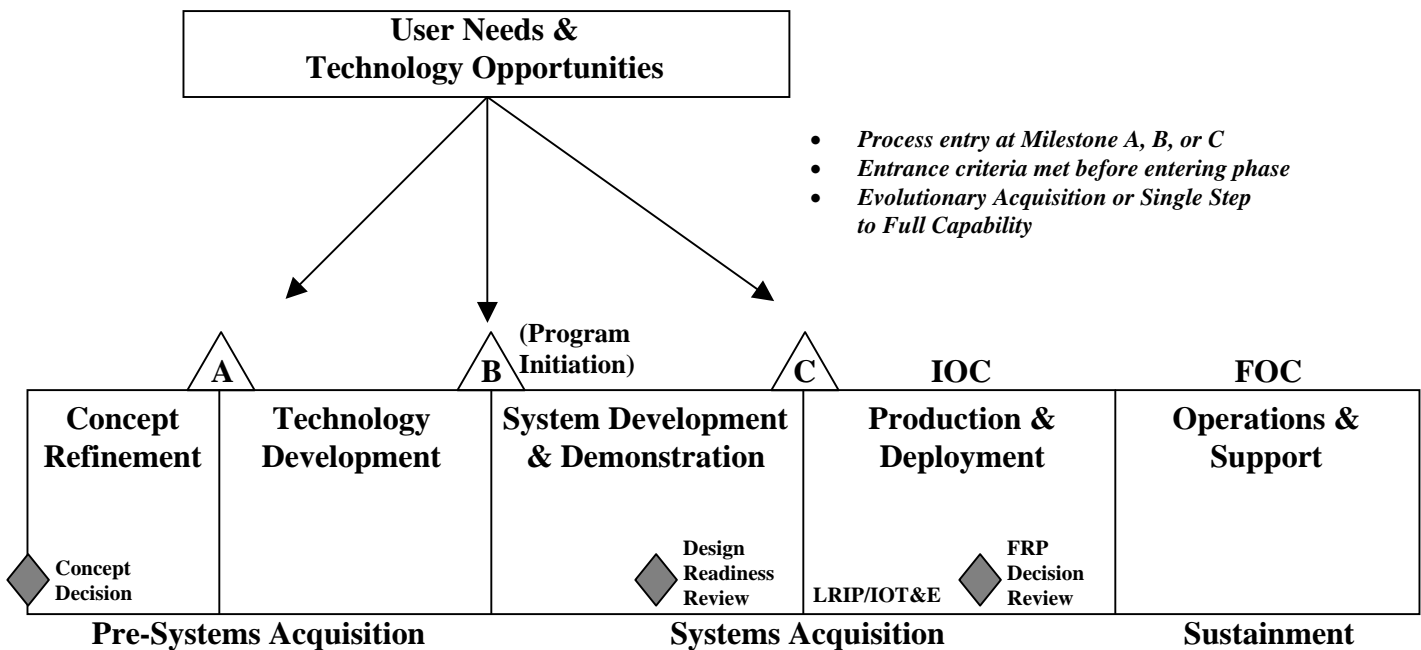 User Needs &
Technology Opportunities
• Process entry at Milestone A, B, or C
• Entrance criteria met before entering phase
• Evolutionary Acquisition or Single Step
to Full Capability
(Program
Initiation)
A
B
C
IOC
FOC
Concept
Refinement
Technology
Development
System Development
& Demonstration
Production &
Deployment
Operations &
Support
Concept
Decision
Design
Readiness
Review
LRIP/IOT&E
FRP
Decision
Review
Pre-Systems Acquisition
Systems Acquisition
Sustainment